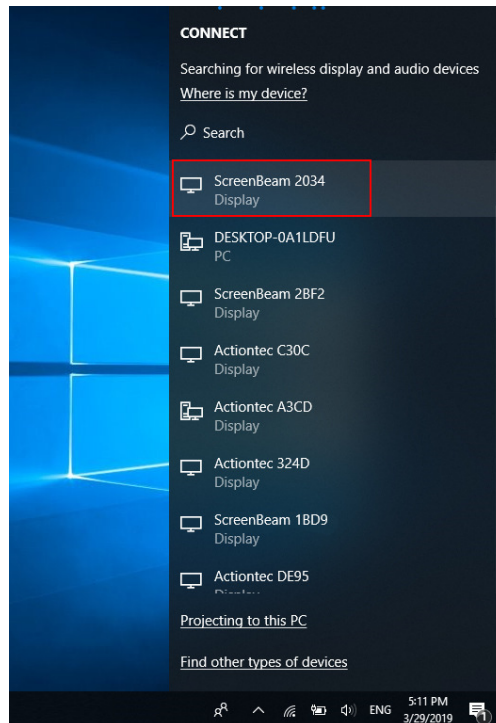 CONNECT
Searching for wireless display and audio devices
Where is my device?
Search
ScreenBeam 2034
Display
DESKTOP-0A1LDFU
PC
ScreenBeam 2BF2
Display
Actiontec C30C
Display
Actiontec A3CD
Display
Actiontec 324D
Display
ScreenBeam 1BD9
Display
Actiontec DE95
Projecting to this PC
Find other types of devices
ENG
5:11 PM
3/29/2019